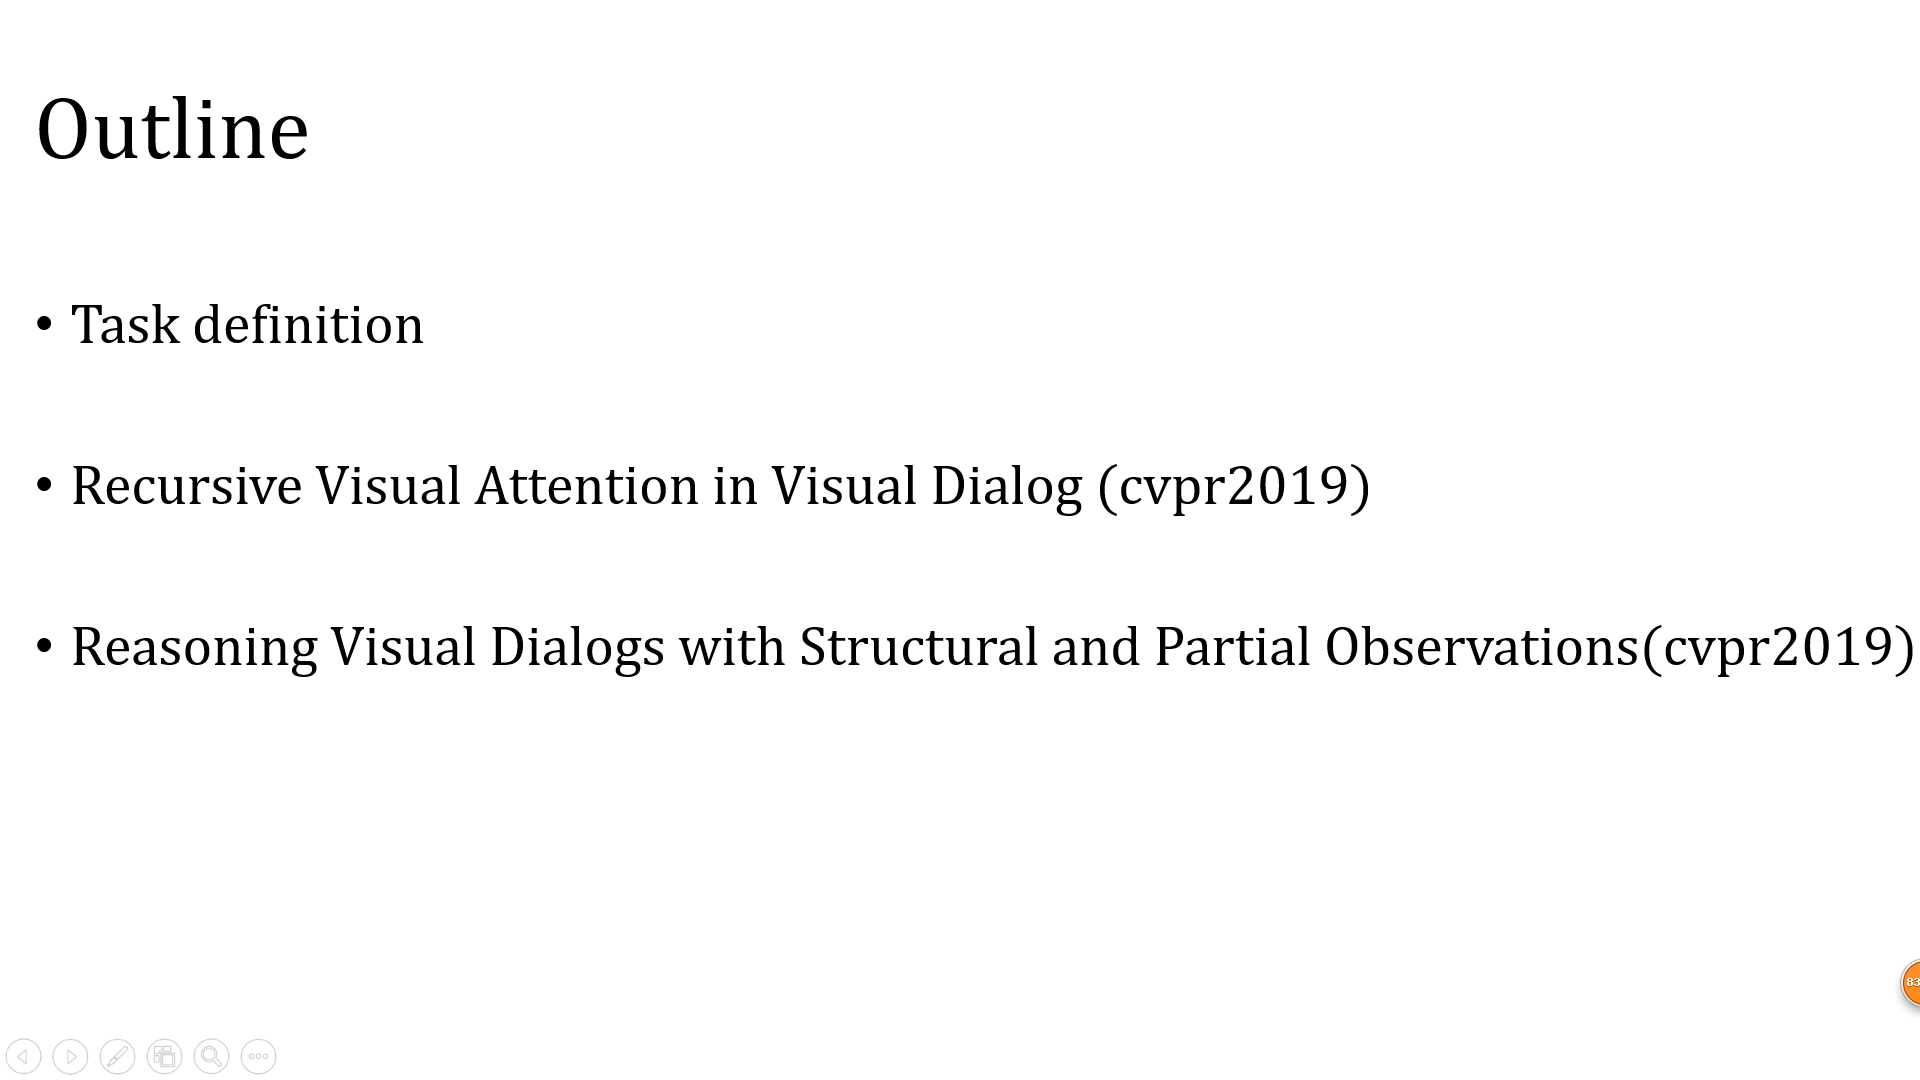 Outline
• Task definition
• Recursive Visual Attention in Visual Dialog (cvpr2019)
• Reasoning Visual Dialogs with Structural and Partial Observations(cvpr2019)
83